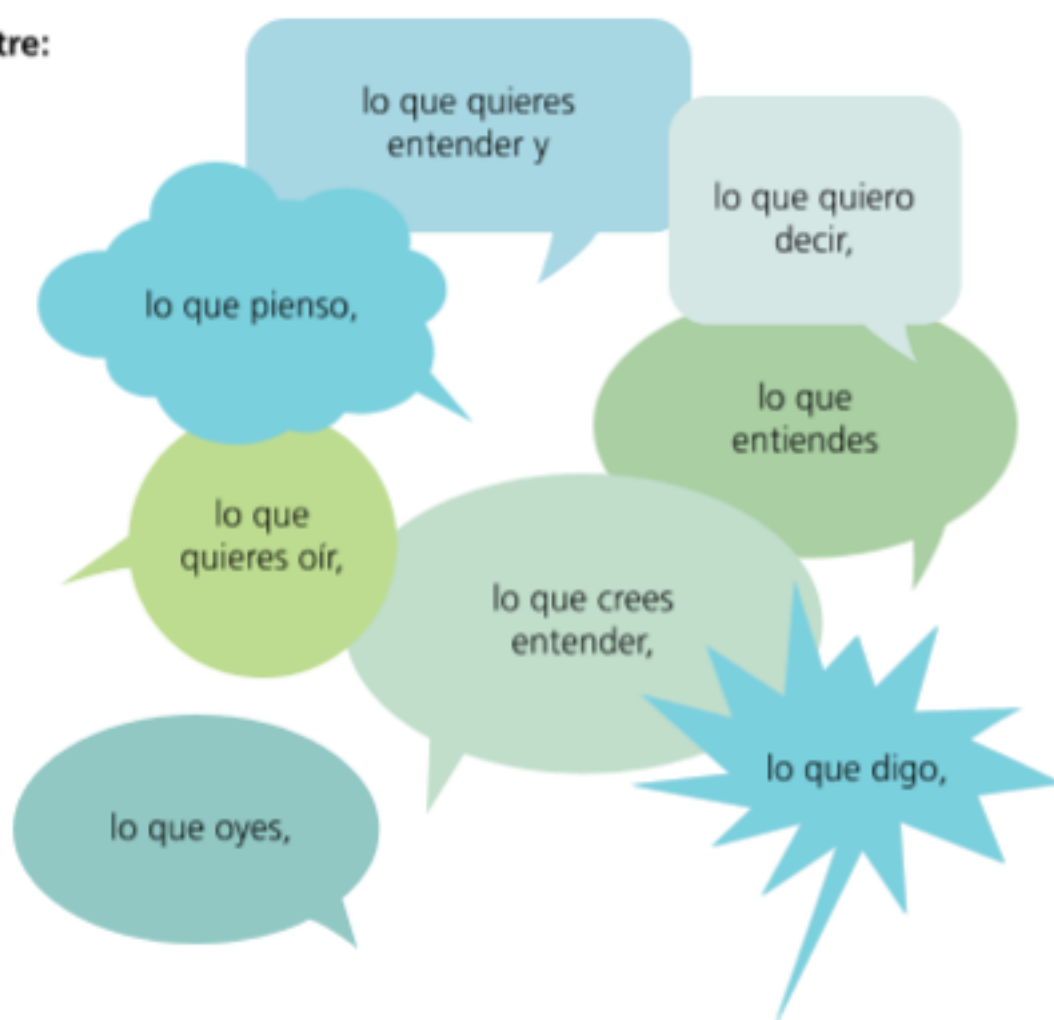 tre:
lo que quieres
entender y
lo que quiero
decir,
lo que pienso,
lo que
entiendes
lo que
quieres oír,
lo que crees
entender,
lo que digo,
lo que oyes,